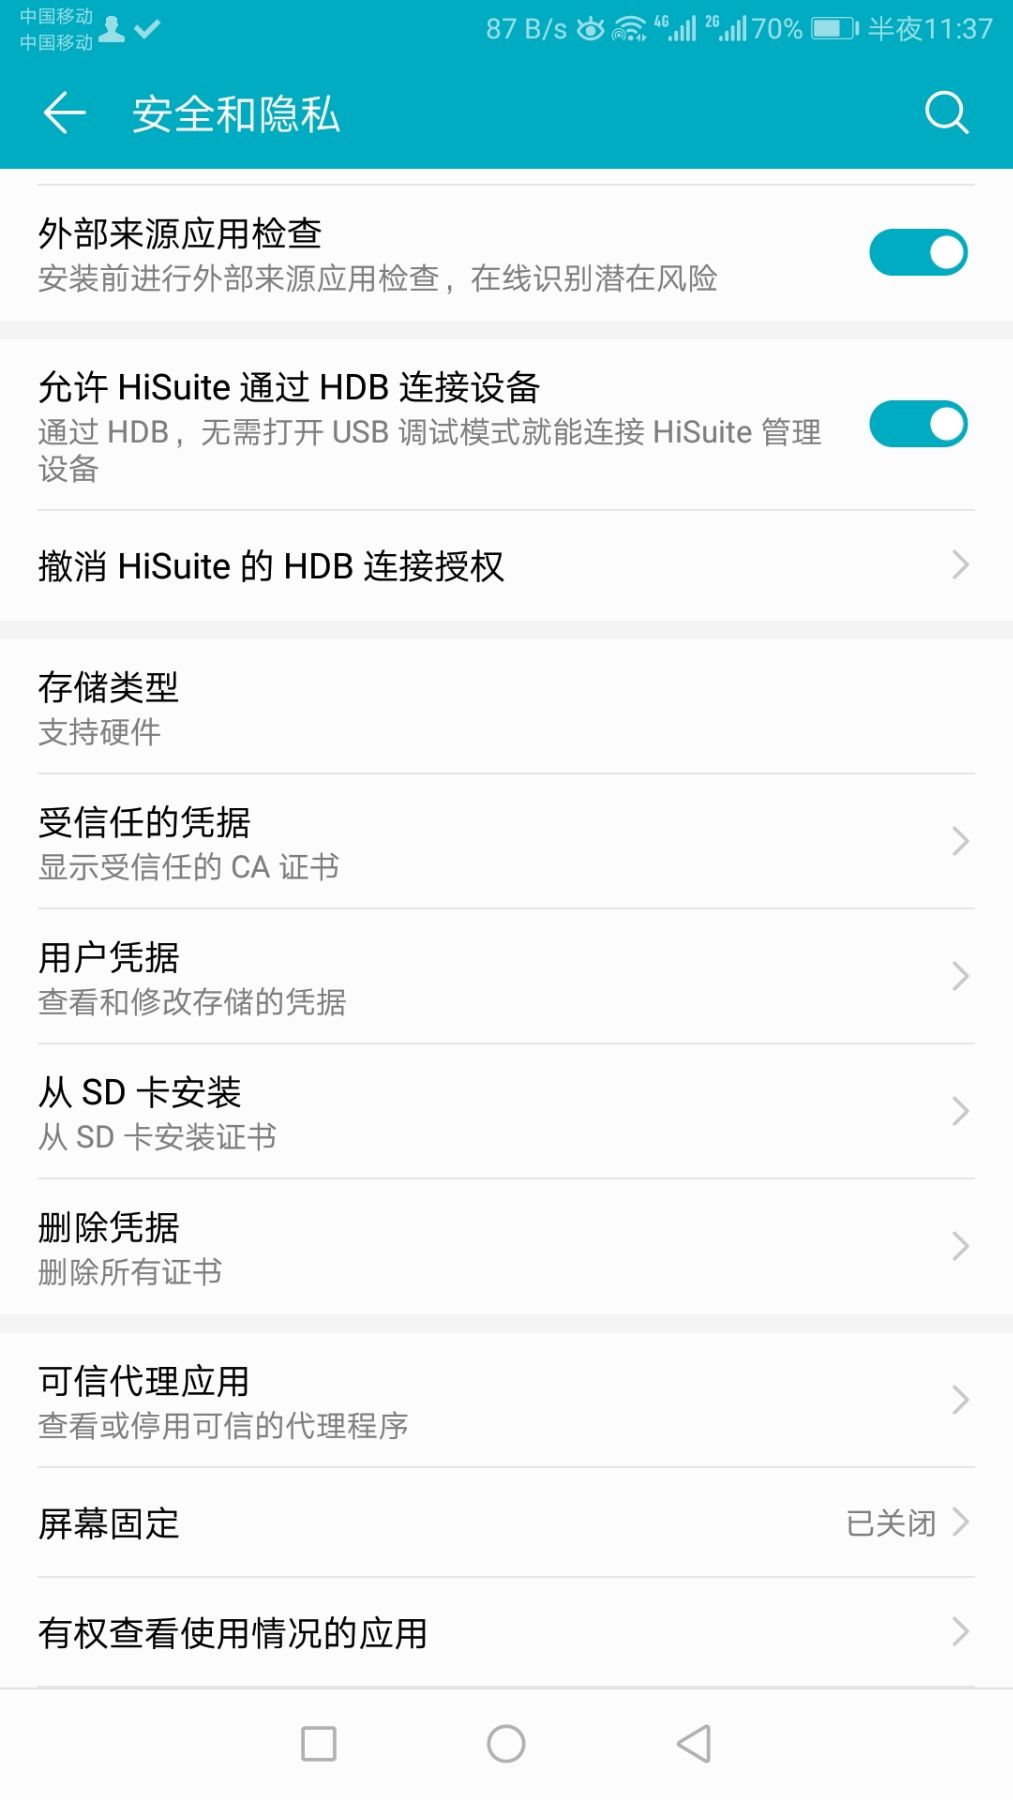 中国移动
中国移动
87 B/s 4G 2G 70% 半夜11:37
安全和隐私
外部来源应用检查
安装前进行外部来源应用检查，在线识别潜在风险
允许 HiSuite 通过 HDB 连接设备
通过 HDB，无需打开 USB 调试模式就能连接 HiSuite 管理
设备
撤消 HiSuite 的 HDB 连接授权
存储类型
支持硬件
受信任的凭据
显示受信任的 CA 证书
用户凭据
查看和修改存储的凭据
从 SD 卡安装
从 SD 卡安装证书
删除凭据
删除所有证书
可信代理应用
查看或停用可信的代理程序
屏幕固定 已关闭
有权查看使用情况的应用